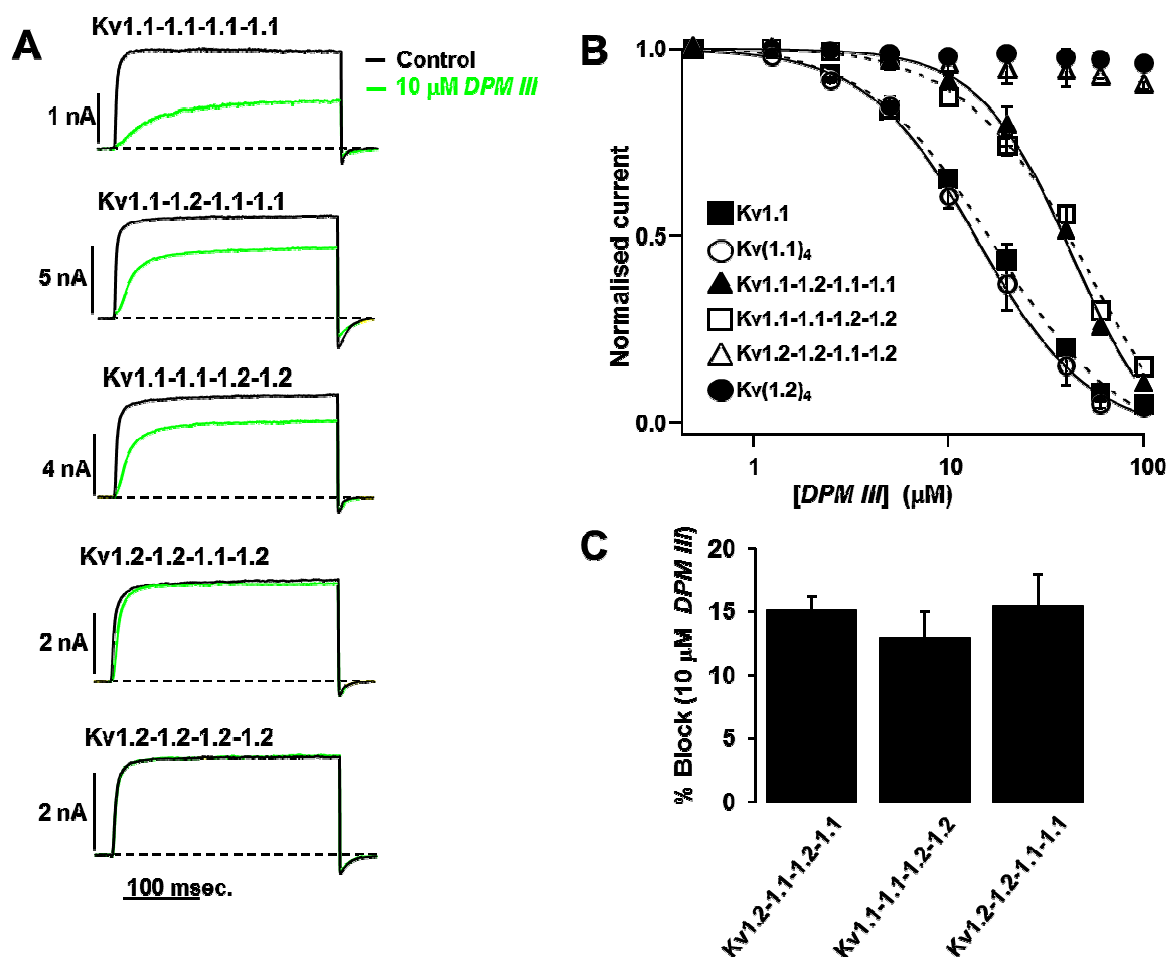 A
Kv1.1-1.1-1.1-1.1
Control
10 µM DPM III
1 nA
Kv1.1-1.2-1.1-1.1
5 nA
Kv1.1-1.1-1.2-1.2
4 nA
Kv1.2-1.2-1.1-1.2
2 nA
Kv1.2-1.2-1.2-1.2
2 nA
100 msec.
B
1.0
0.5
0.0
Normalised current
Kv1.1
Kv(1.1)4
Kv1.1-1.2-1.1-1.1
Kv1.1-1.1-1.2-1.2
Kv1.2-1.2-1.1-1.2
Kv(1.2)4
1
10
100
[DPM III] (µM)
C
% Block (10 µM DPM III)
20
15
10
5
0
Kv1.2-1.1-1.2-1.1
Kv1.1-1.1-1.2-1.2
Kv1.2-1.2-1.1-1.1